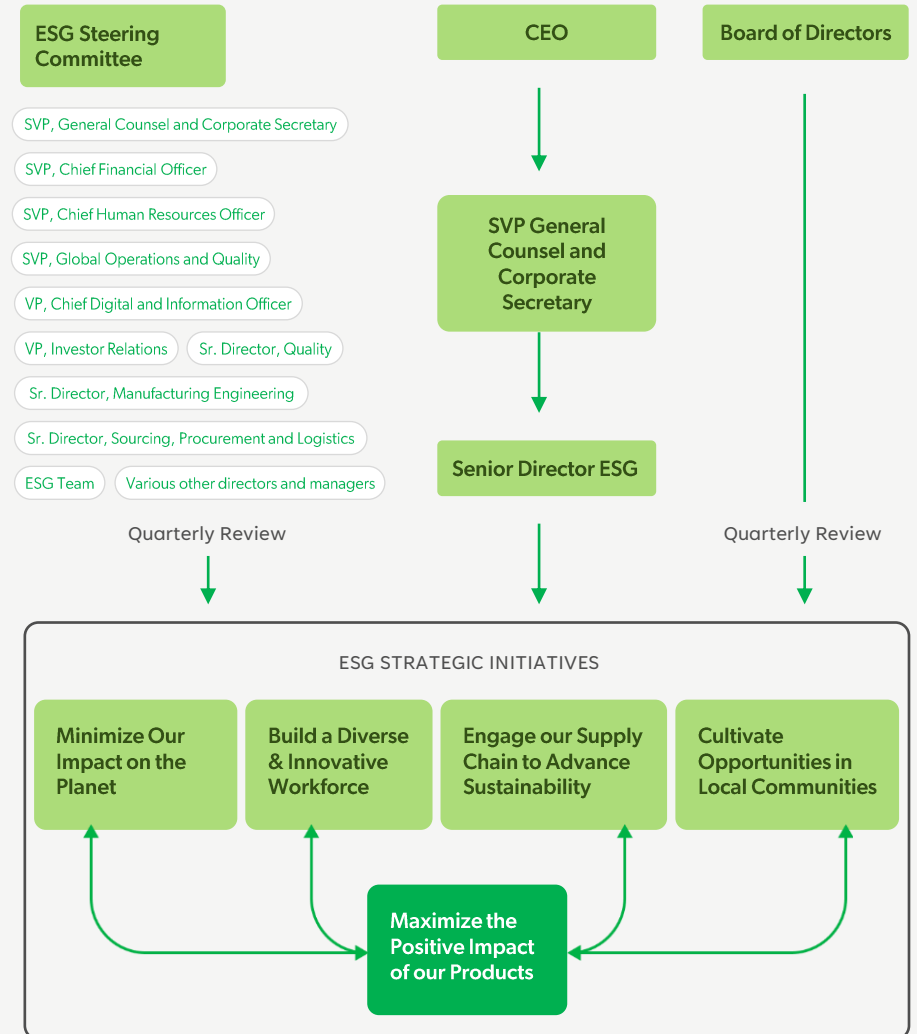 ESG Steering
Committee
SVP, General Counsel and Corporate Secretary
SVP, Chief Financial Officer
SVP, Chief Human Resources Officer
SVP, Global Operations and Quality
VP, Chief Digital and Information Officer
VP, Investor Relations
Sr. Director, Quality
Sr. Director, Manufacturing Engineering
Sr. Director, Sourcing, Procurement and Logistics
ESG Team
Various other directors and managers
Quarterly Review
CEO
SVP General
Counsel and
Corporate
Secretary
Senior Director ESG
Board of Directors
Quarterly Review
ESG STRATEGIC INITIATIVES
Minimize Our
Impact on the
Planet
Build a Diverse
& Innovative
Workforce
Engage our Supply
Chain to Advance
Sustainability
Cultivate
Opportunities in
Local Communities
Maximize the
Positive Impact
of our Products